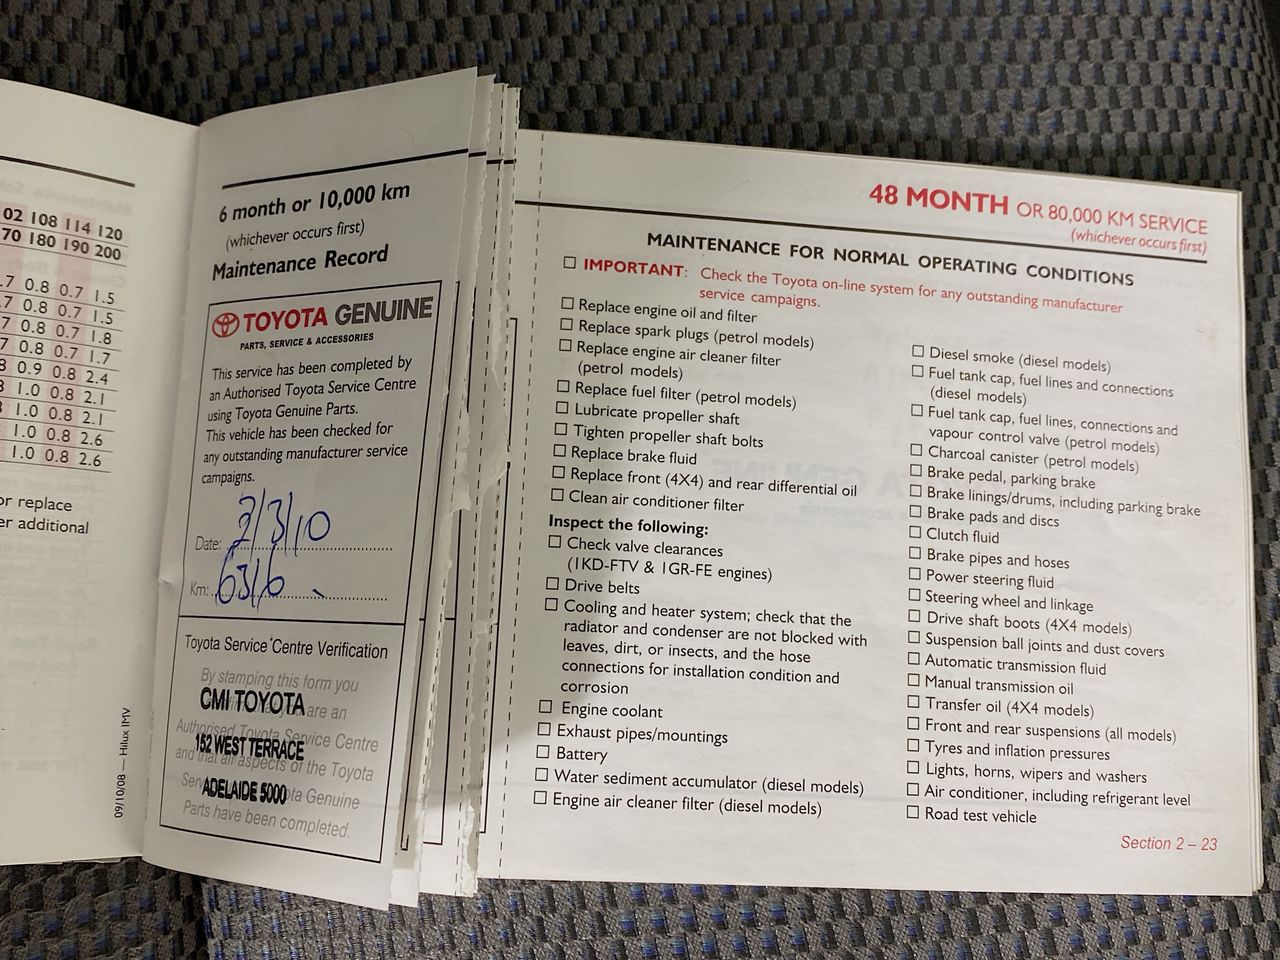 02 108 114 120
70 180 190 200
.7 0.8 0.7 1.5
.7 0.8 0.7 1.5
7 0.8 0.7 1.8
7 0.8 0.7 1.7
0.9 0.8 2.4
1.0 0.8 2.1
1.0 0.8 2.1
1.0 0.8 2.6
1.0 0.8 2.6
or replace
er additional
09/10/08 — Hilux IMV
6 month or 10,000 km
(whichever occurs first)
Maintenance Record
TOYOTA GENUINE
PARTS, SERVICE & ACCESSORIES
This service has been completed by
an Authorised Toyota Service Centre
using Toyota Genuine Parts.
This vehicle has been checked for
any outstanding manufacturer service
campaigns.
Date: 2/3/10
Km: 6316
Toyota Service Centre Verification
By stamping this form you
CMI TOYOTA
are an
Authorised Toyota Service Centre
152 WEST TERRACE
and that all aspects of the Toyota
ADELAIDE 5000
Genuine
Parts have been completed.
48 MONTH OR 80,000 KM SERVICE
(whichever occurs first)
MAINTENANCE FOR NORMAL OPERATING CONDITIONS
IMPORTANT: Check the Toyota on-line system for any outstanding manufacturer
service campaigns.
Replace engine oil and filter
Replace spark plugs (petrol models)
Replace engine air cleaner filter
(petrol models)
Replace fuel filter (petrol models)
Lubricate propeller shaft
Tighten propeller shaft bolts
Replace brake fluid
Replace front (4X4) and rear differential oil
Clean air conditioner filter
Inspect the following:
Check valve clearances
(1KD-FTV & 1GR-FE engines)
Drive belts
Cooling and heater system; check that the
radiator and condenser are not blocked with
leaves, dirt, or insects, and the hose
connections for installation condition and
corrosion
Engine coolant
Exhaust pipes/mountings
Battery
Water sediment accumulator (diesel models)
Engine air cleaner filter (diesel models)
Diesel smoke (diesel models)
Fuel tank cap, fuel lines and connections
(diesel models)
Fuel tank cap, fuel lines, connections and
vapour control valve (petrol models)
Charcoal canister (petrol models)
Brake pedal, parking brake
Brake linings/drums, including parking brake
Brake pads and discs
Clutch fluid
Brake pipes and hoses
Power steering fluid
Steering wheel and linkage
Drive shaft boots (4X4 models)
Suspension ball joints and dust covers
Automatic transmission fluid
Manual transmission oil
Transfer oil (4X4 models)
Front and rear suspensions (all models)
Tyres and inflation pressures
Lights, horns, wipers and washers
Air conditioner, including refrigerant level
Road test vehicle
Section 2 – 23